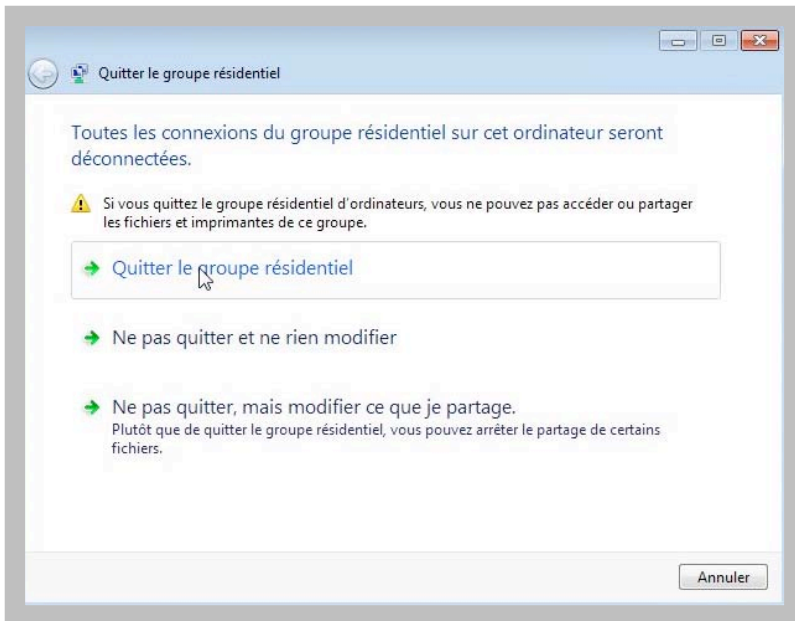 Quitter le groupe résidentiel
Toutes les connexions du groupe résidentiel sur cet ordinateur seront
déconnectées.
Si vous quittez le groupe résidentiel d'ordinateurs, vous ne pouvez pas accéder ou partager
les fichiers et imprimantes de ce groupe.
Quitter le groupe résidentiel
Ne pas quitter et ne rien modifier
Ne pas quitter, mais modifier ce que je partage.
Plutôt que de quitter le groupe résidentiel, vous pouvez arrêter le partage de certains
fichiers.
Annuler